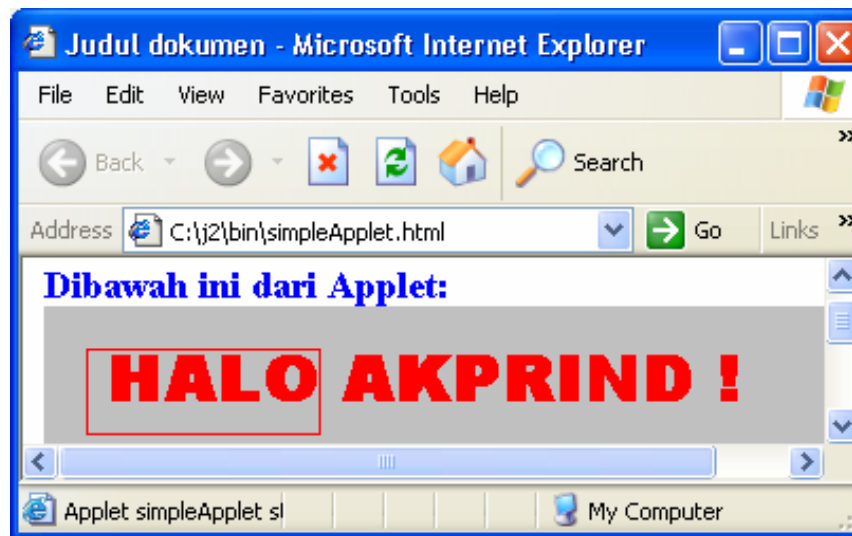 Judul dokumen - Microsoft Internet Explorer
File Edit View Favorites Tools Help
Back Search
Address C:\j2\bin\simpleApplet.html Go Links
Dibawah ini dari Applet:
HALO AKPRIND !
Applet simpleApplet My Computer